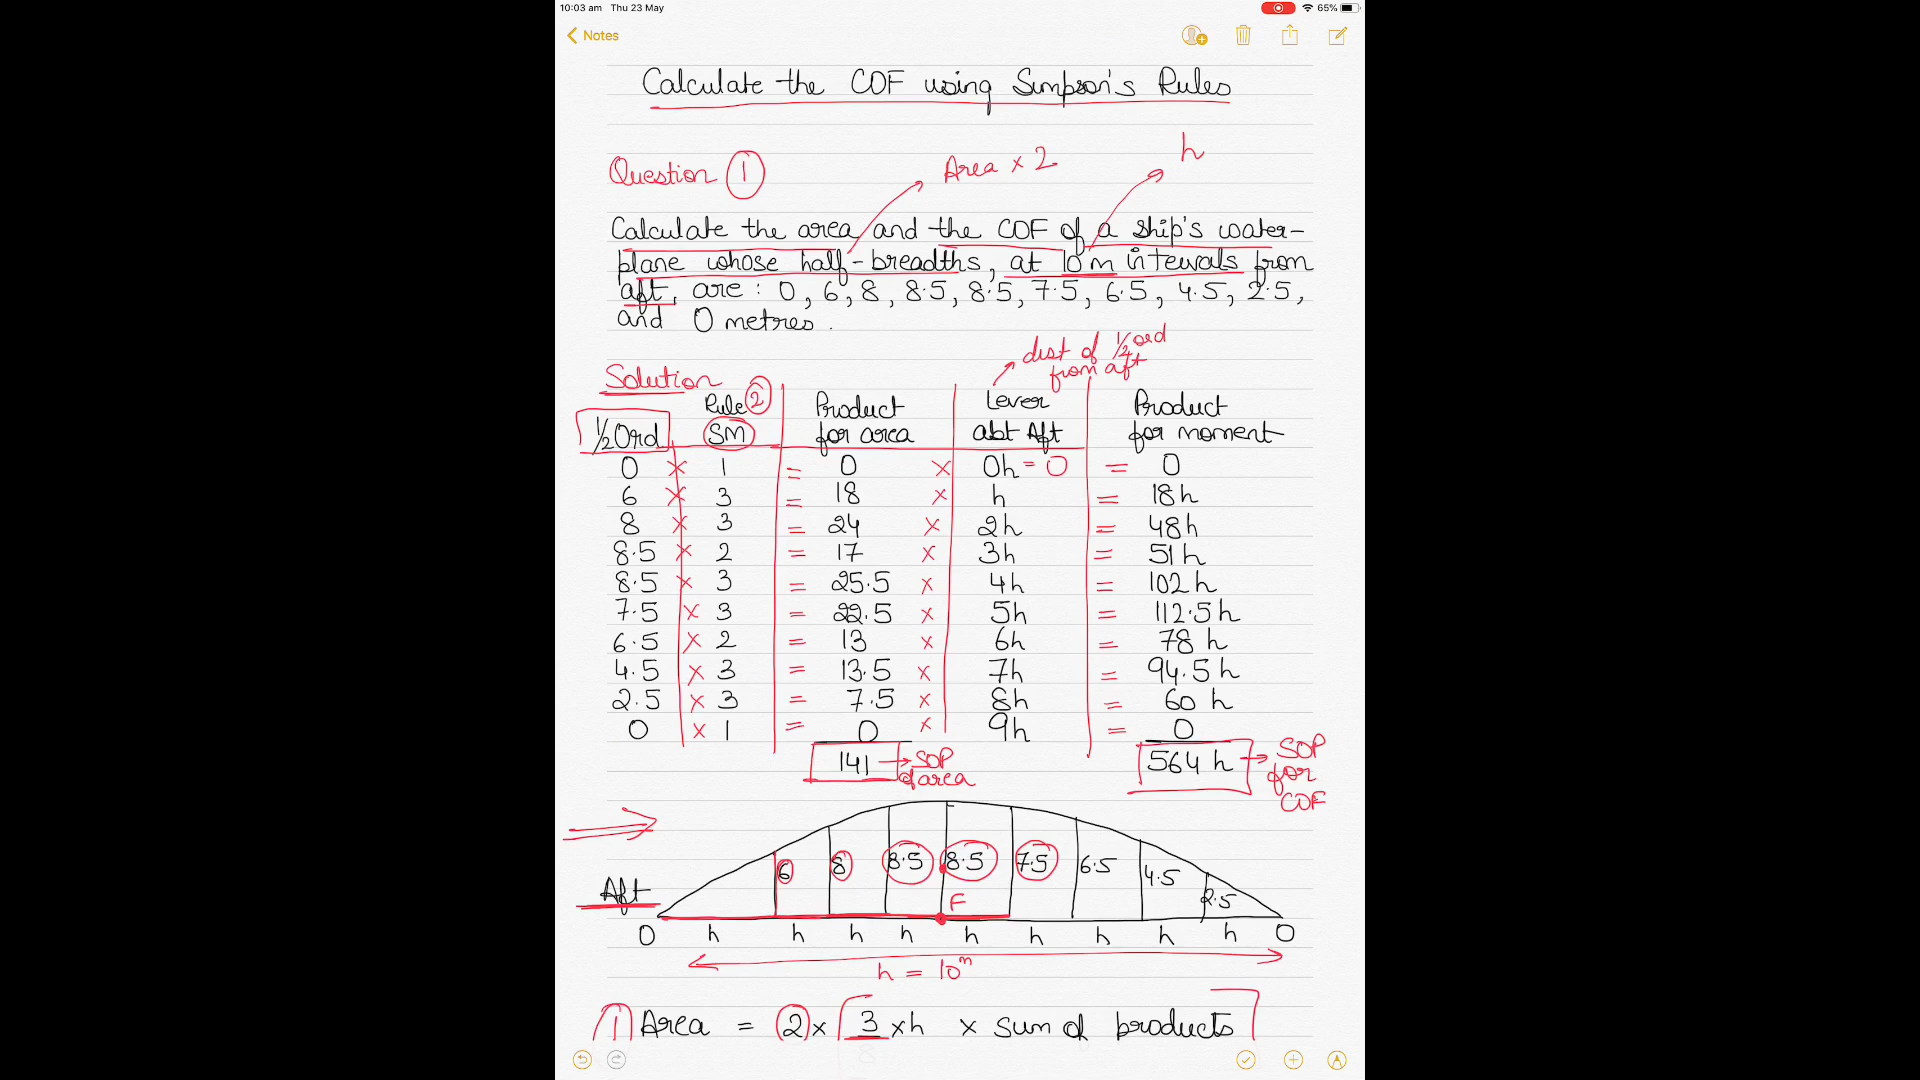 10:03 am Thu 23 May
65%
Notes
Calculate the COF using Simpson's Rules
Question 1
Area × 2
h
Calculate the area and the COF of a ship's water-
plane whose half-breadths, at 10 m intervals from
aft, are : 0, 6, 8, 8.5, 8.5, 7.5, 6.5, 4.5, 2.5,
and 0 metres.
dist of 1/2 ord
from aft
Solution
Rule 2 Product Lever Product
1/2 Ord SM for area abt Aft for moment
0 × 1 = 0 × 0h = 0 = 0
6 × 3 = 18 × h = 18h
8 × 3 = 24 × 2h = 48h
8.5 × 2 = 17 × 3h = 51h
8.5 × 3 = 25.5 × 4h = 102h
7.5 × 3 = 22.5 × 5h = 112.5h
6.5 × 2 = 13 × 6h = 78 h
4.5 × 3 = 13.5 × 7h = 94.5h
2.5 × 3 = 7.5 × 8h = 60 h
0 × 1 = 0 × 9h = 0
141 → SOP of area
564 h → SOP for COF
6 8 8.5 8.5 7.5 6.5 4.5 2.5
Aft
F
0 h h h h h h h h h 0
h = 10m
1 Area = 2 × [ 3 × h × sum of products ]